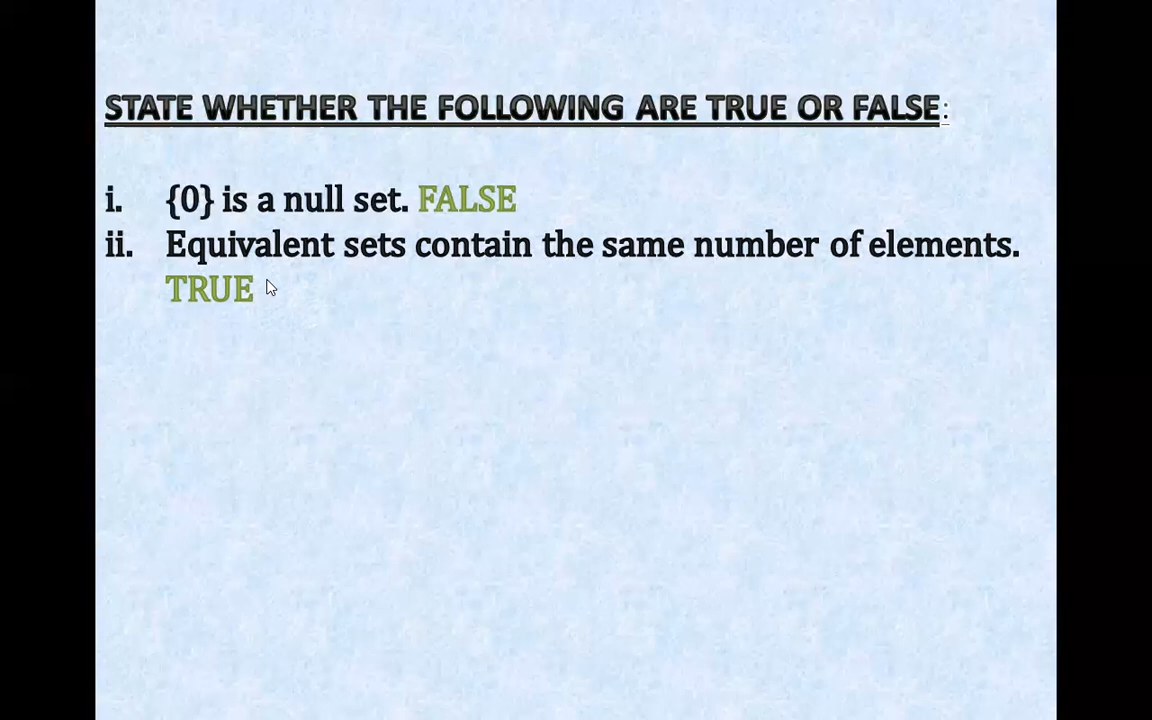 STATE WHETHER THE FOLLOWING ARE TRUE OR FALSE:
i. {0} is a null set. FALSE
ii. Equivalent sets contain the same number of elements.
TRUE